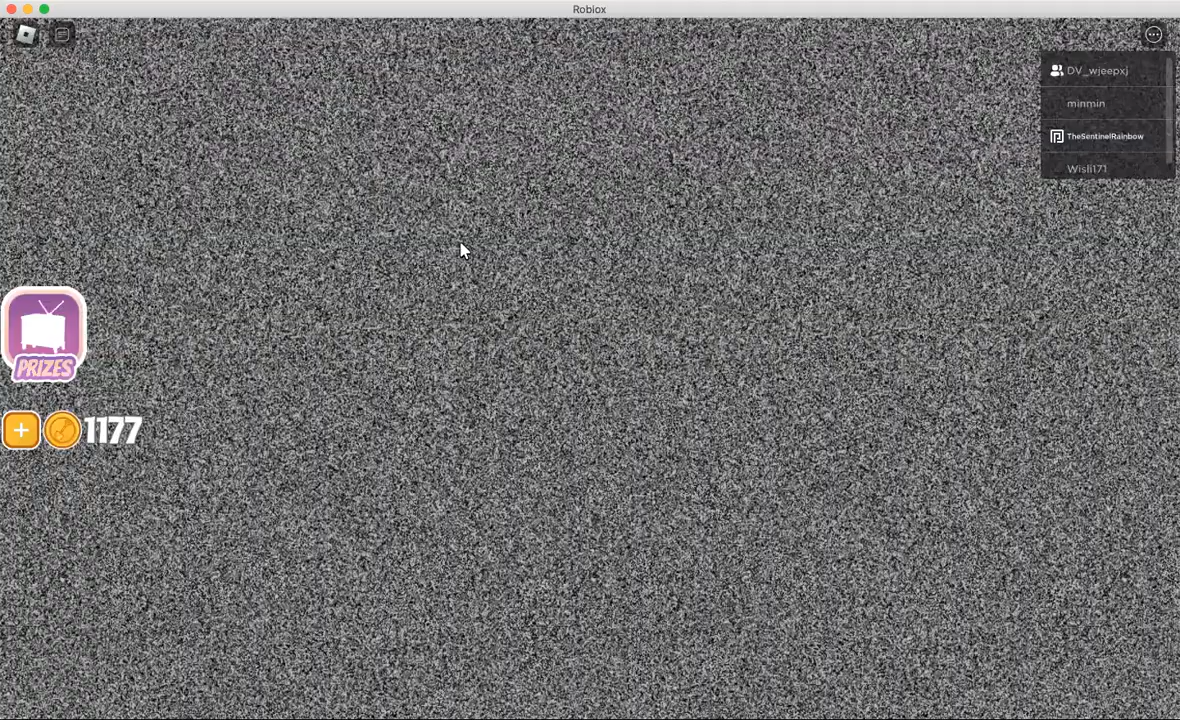 Roblox
DV_wjeepxj
minmin
TheSentinelRainbow
Wisli171
PRIZES
1177